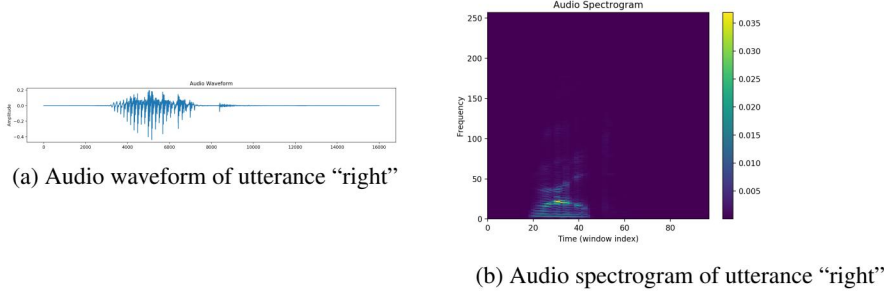 Audio Waveform
Amplitude
0.2
0.0
−0.2
−0.4
0 2000 4000 6000 8000 10000 12000 14000 16000
(a) Audio waveform of utterance “right”
Audio Spectrogram
Frequency
250
200
150
100
50
0
0 20 40 60 80
Time (window index)
0.035
0.030
0.025
0.020
0.015
0.010
0.005
(b) Audio spectrogram of utterance “right”